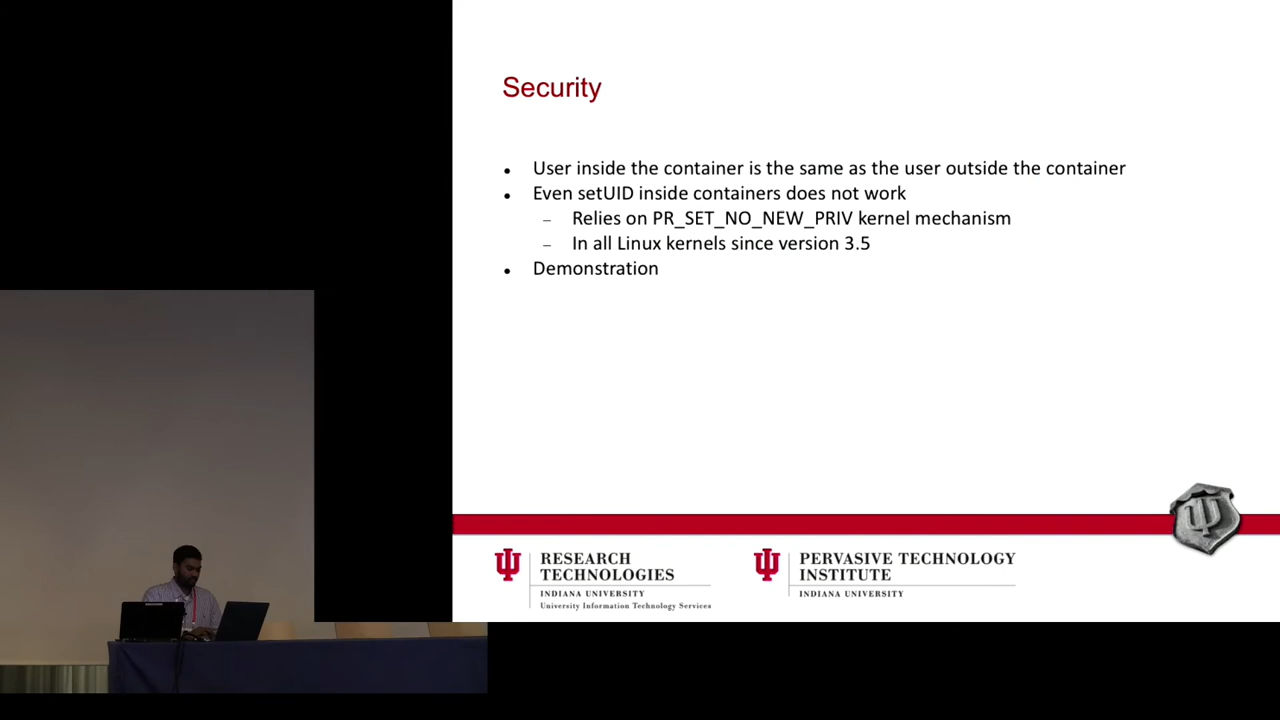 Security
User inside the container is the same as the user outside the container
Even setUID inside containers does not work
Relies on PR_SET_NO_NEW_PRIV kernel mechanism
In all Linux kernels since version 3.5
Demonstration
RESEARCH
TECHNOLOGIES
INDIANA UNIVERSITY
University Information Technology Services
PERVASIVE TECHNOLOGY
INSTITUTE
INDIANA UNIVERSITY